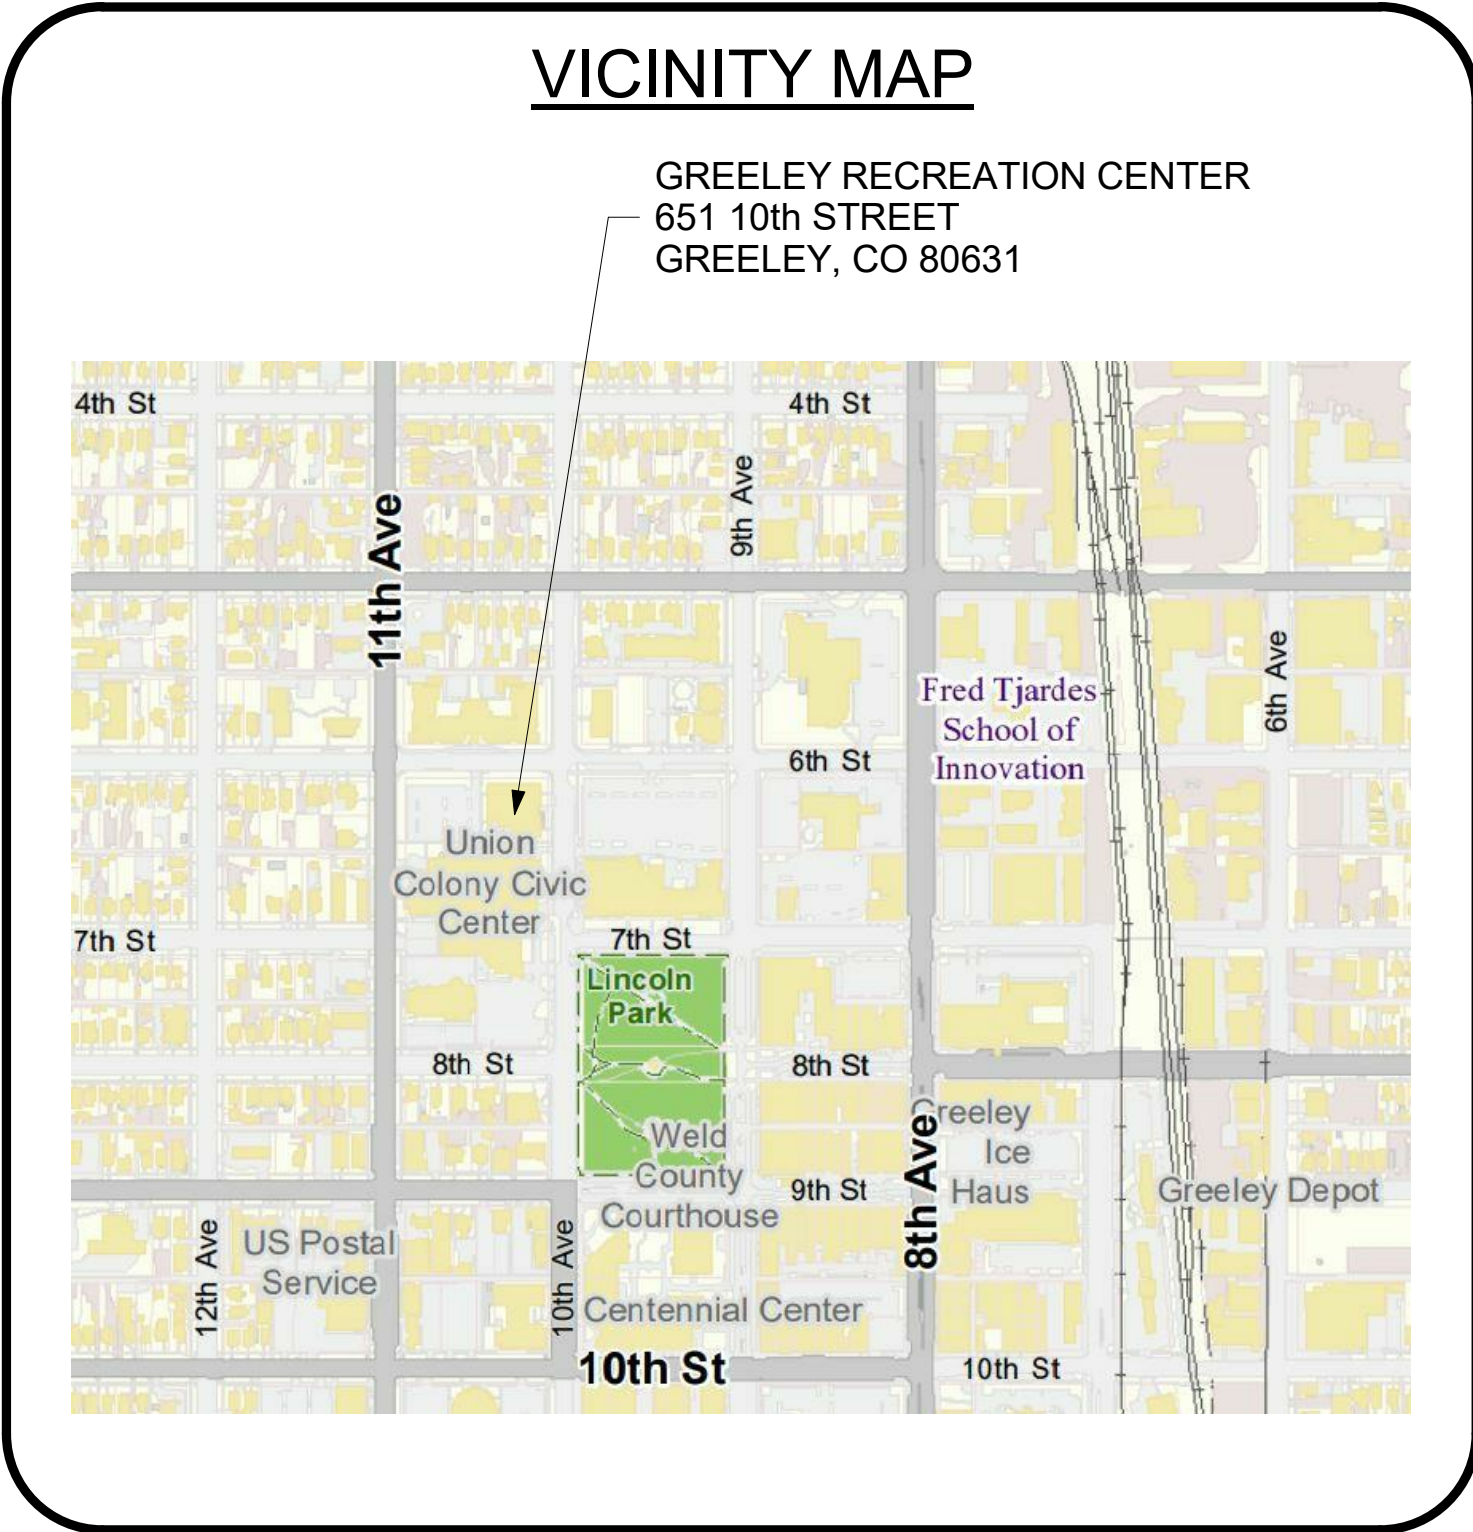 VICINITY MAP
GREELEY RECREATION CENTER
651 10th STREET
GREELEY, CO 80631
4th St
4th St
9th Ave
11th Ave
6th Ave
Fred Tjardes
School of
Innovation
6th St
Union
Colony Civic
Center
7th St
7th St
Lincoln
Park
8th St
8th St
Greeley
Ice
Haus
Weld
County
Courthouse
9th St
8th Ave
Greeley Depot
12th Ave
US Postal
Service
10th Ave
Centennial Center
10th St
10th St